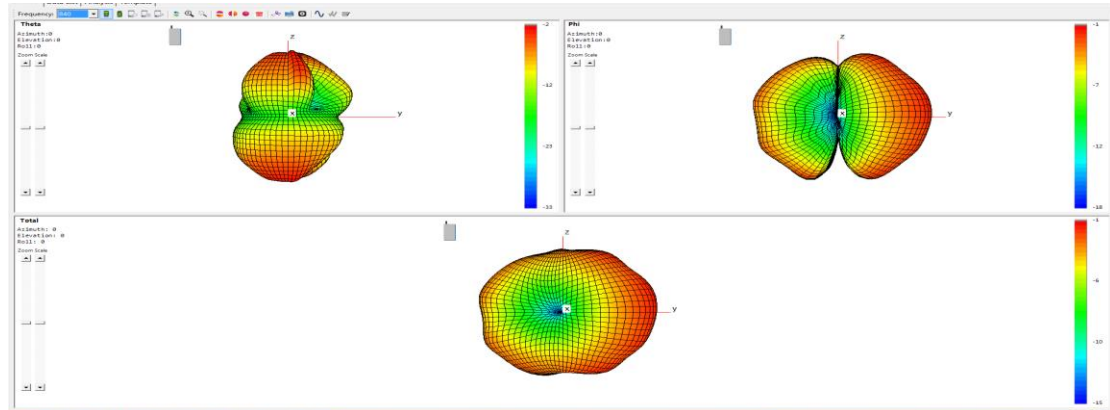 Frequency:
Theta
Azimuth:0
Elevation:0
Roll:0
Zoom Scale
z
x
y
-2
-12
-23
-33
Phi
Azimuth:0
Elevation:0
Roll:0
Zoom Scale
z
x
y
-1
-7
-12
-18
Total
Azimuth: 0
Elevation: 0
Roll: 0
Zoom Scale
z
x
y
-1
-6
-10
-15